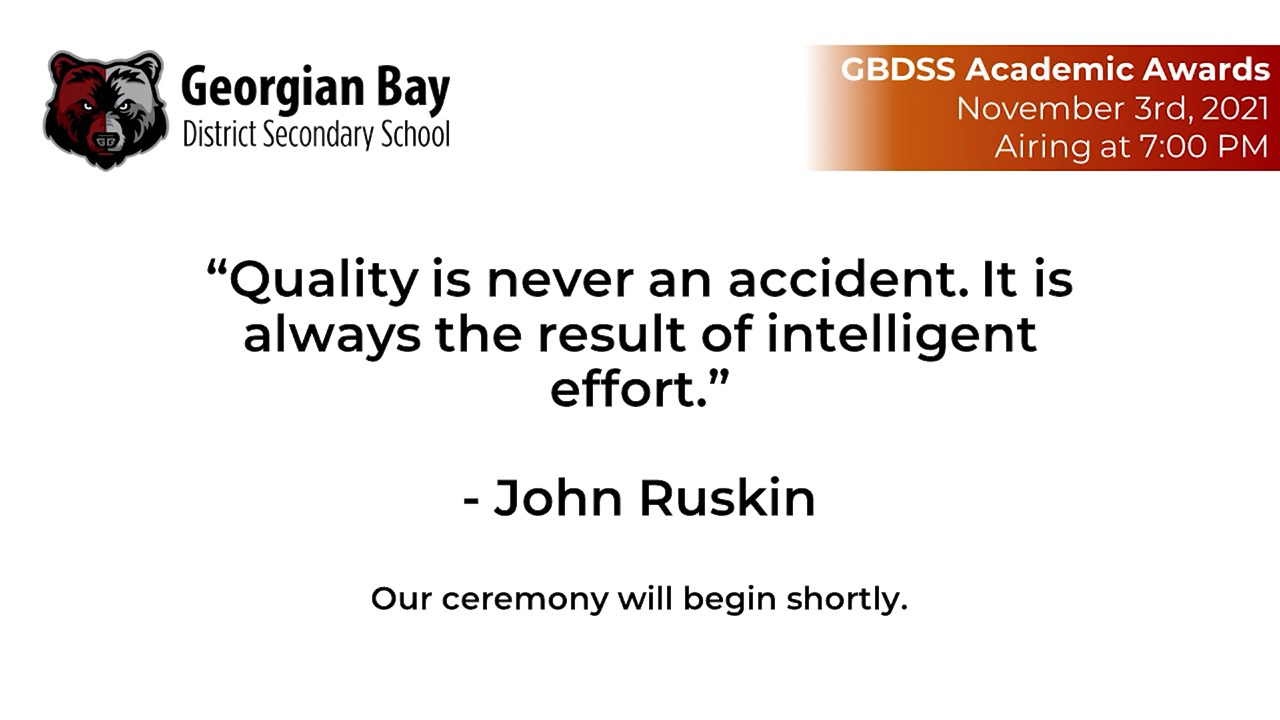 Georgian Bay
District Secondary School
GBDSS Academic Awards
November 3rd, 2021
Airing at 7:00 PM
“Quality is never an accident. It is
always the result of intelligent
effort.”
- John Ruskin
Our ceremony will begin shortly.